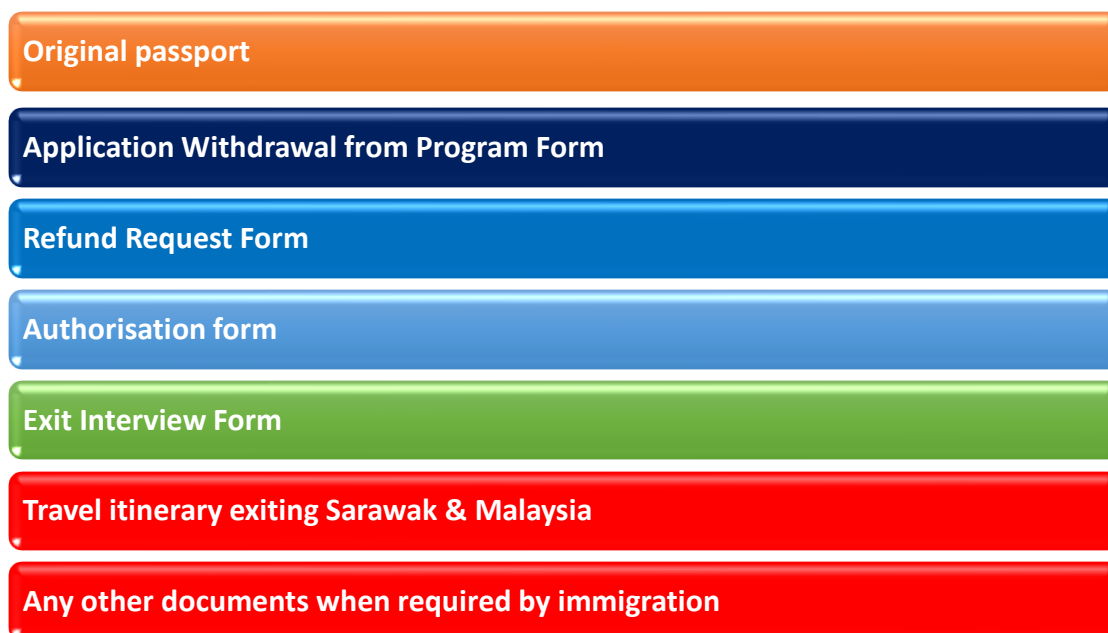 Original passport
Application Withdrawal from Program Form
Refund Request Form
Authorisation form
Exit Interview Form
Travel itinerary exiting Sarawak & Malaysia
Any other documents when required by immigration